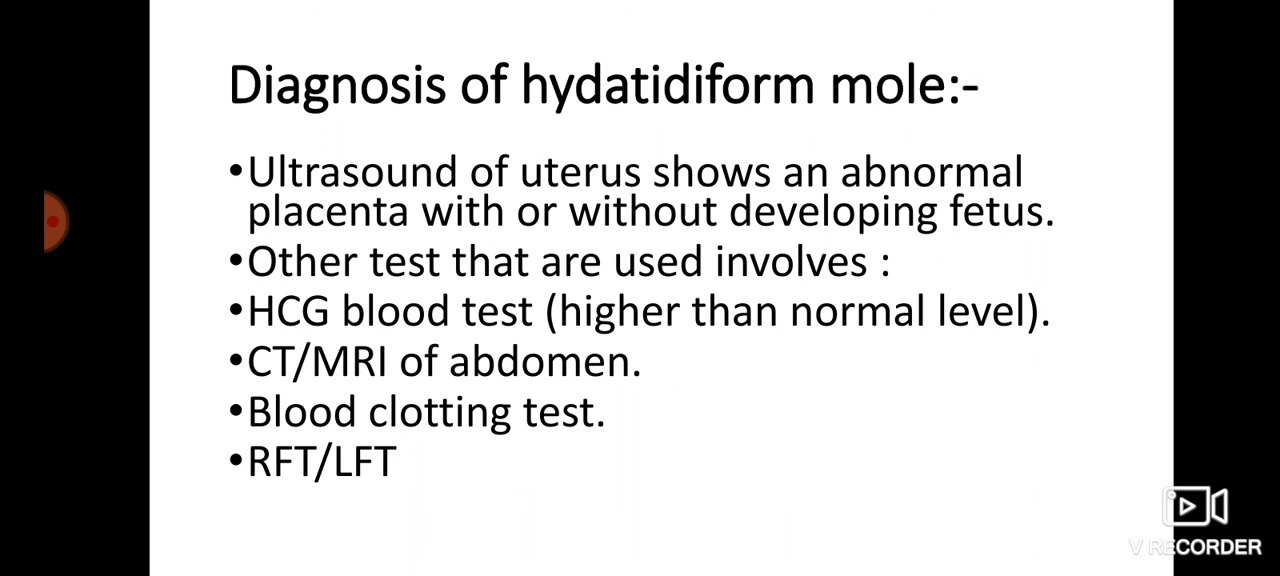 Diagnosis of hydatidiform mole:-
•Ultrasound of uterus shows an abnormal
placenta with or without developing fetus.
•Other test that are used involves :
•HCG blood test (higher than normal level).
•CT/MRI of abdomen.
•Blood clotting test.
•RFT/LFT
V RECORDER